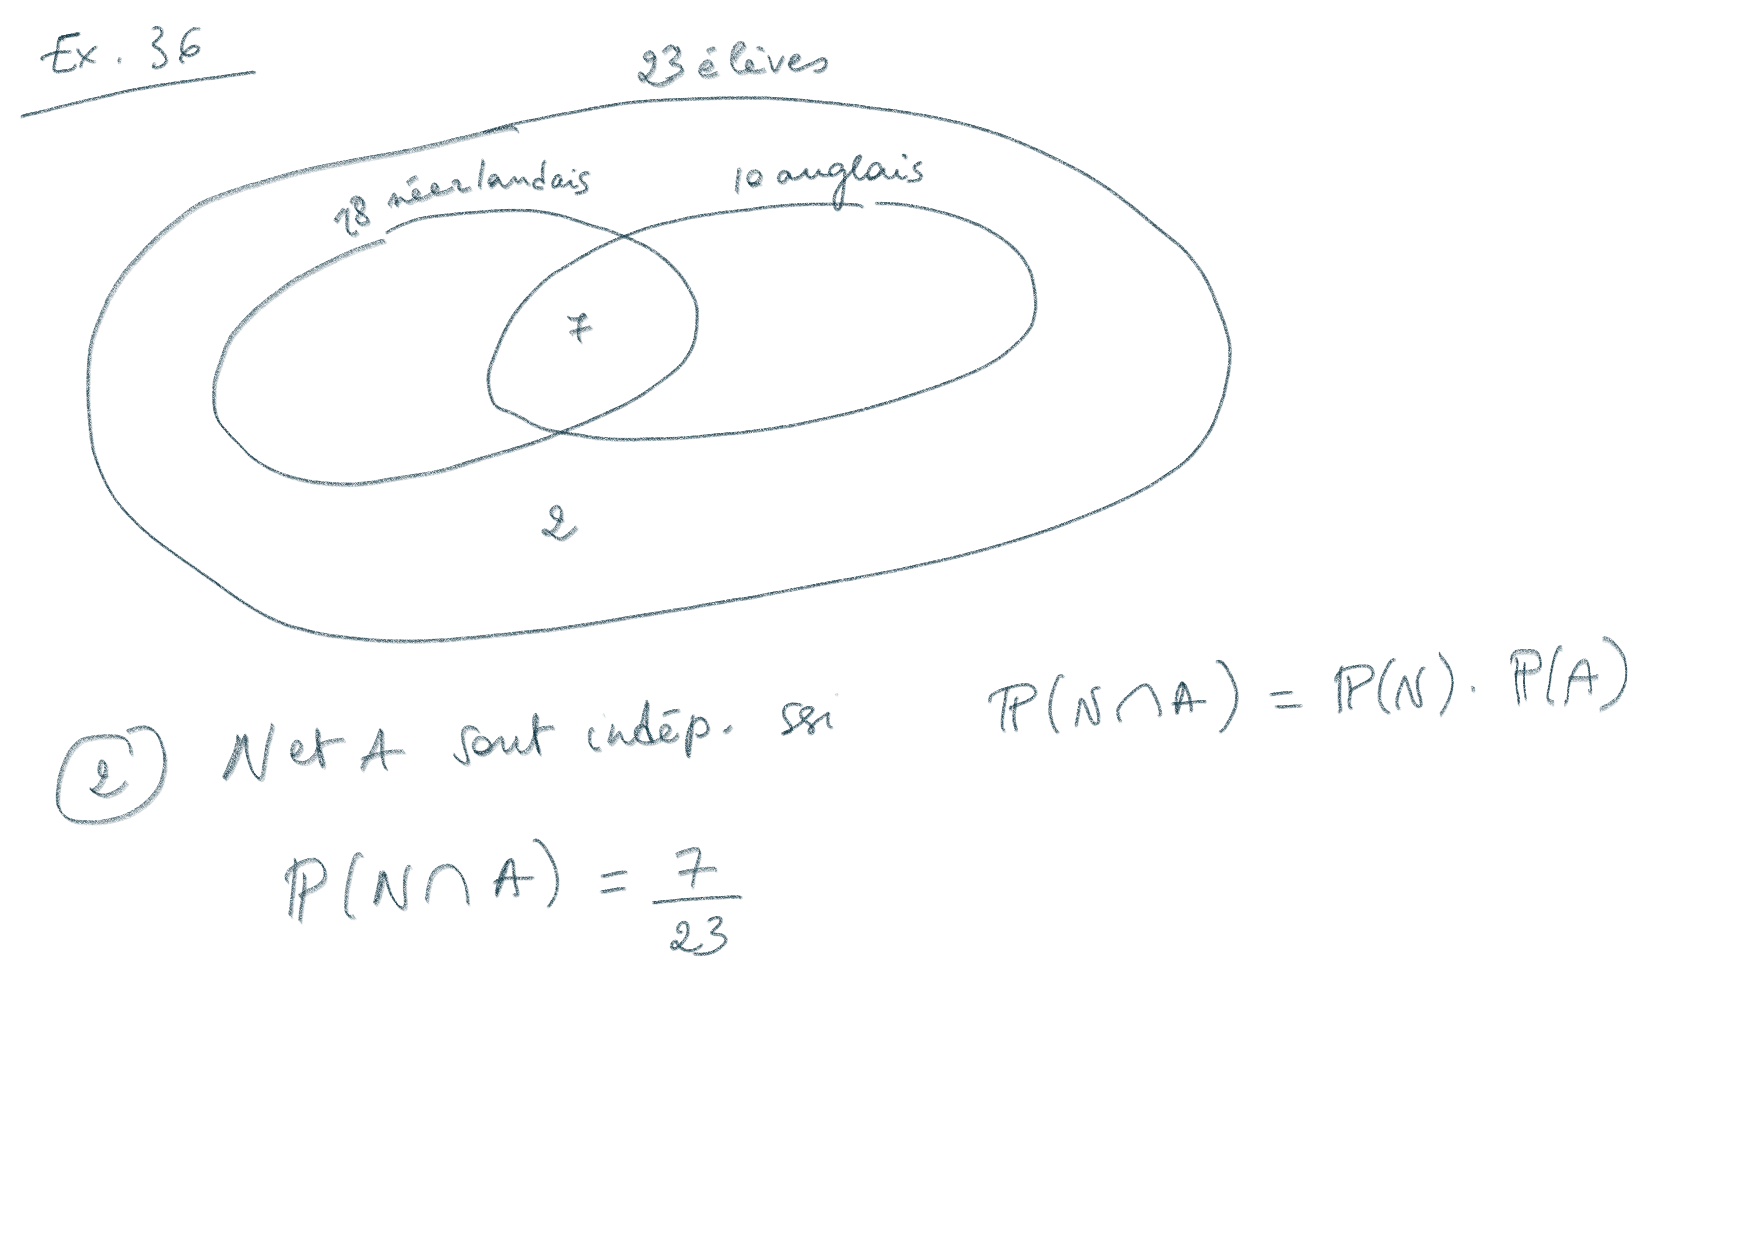 Ex. 36
23 élèves
18 néerlandais
10 anglais
7
2
2 N et A sont indép. ssi ℙ(N∩A) = ℙ(N). ℙ(A)
ℙ(N∩A) = 7/23